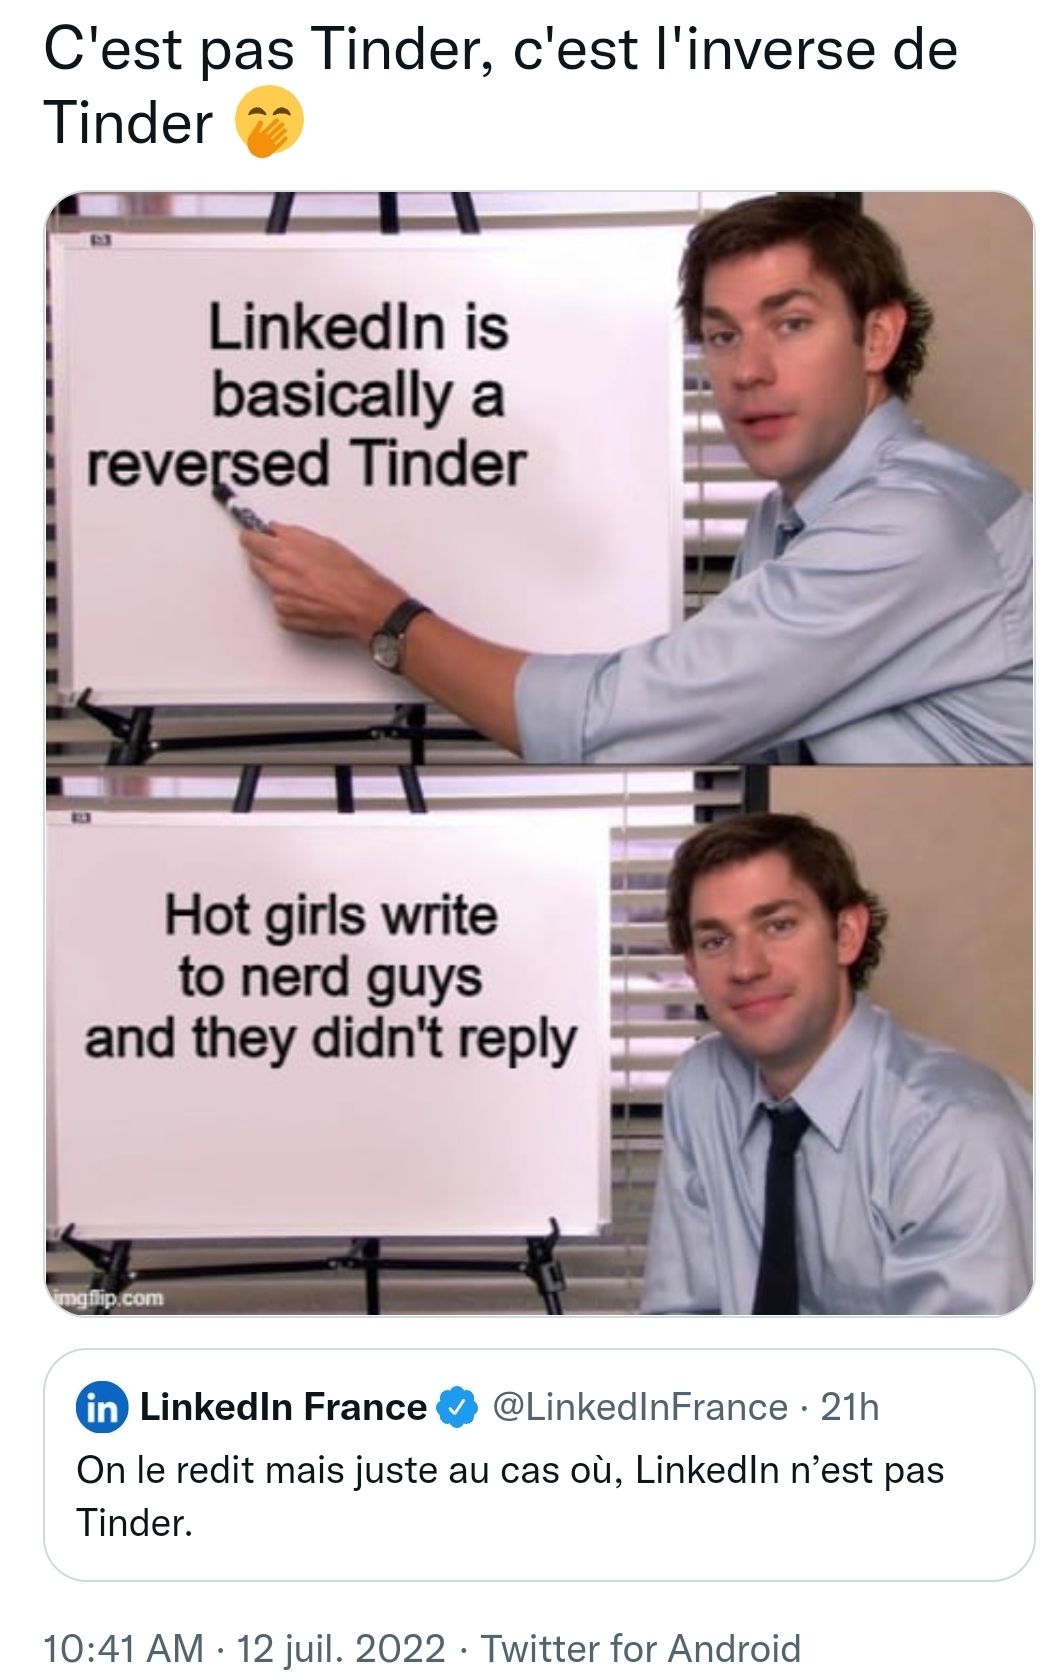 C'est pas Tinder, c'est l'inverse de
Tinder 🤭
LinkedIn is
basically a
reversed Tinder
Hot girls write
to nerd guys
and they didn't reply
imgflip.com
in LinkedIn France @LinkedInFrance · 21h
On le redit mais juste au cas où, LinkedIn n’est pas
Tinder.
10:41 AM · 12 juil. 2022 · Twitter for Android